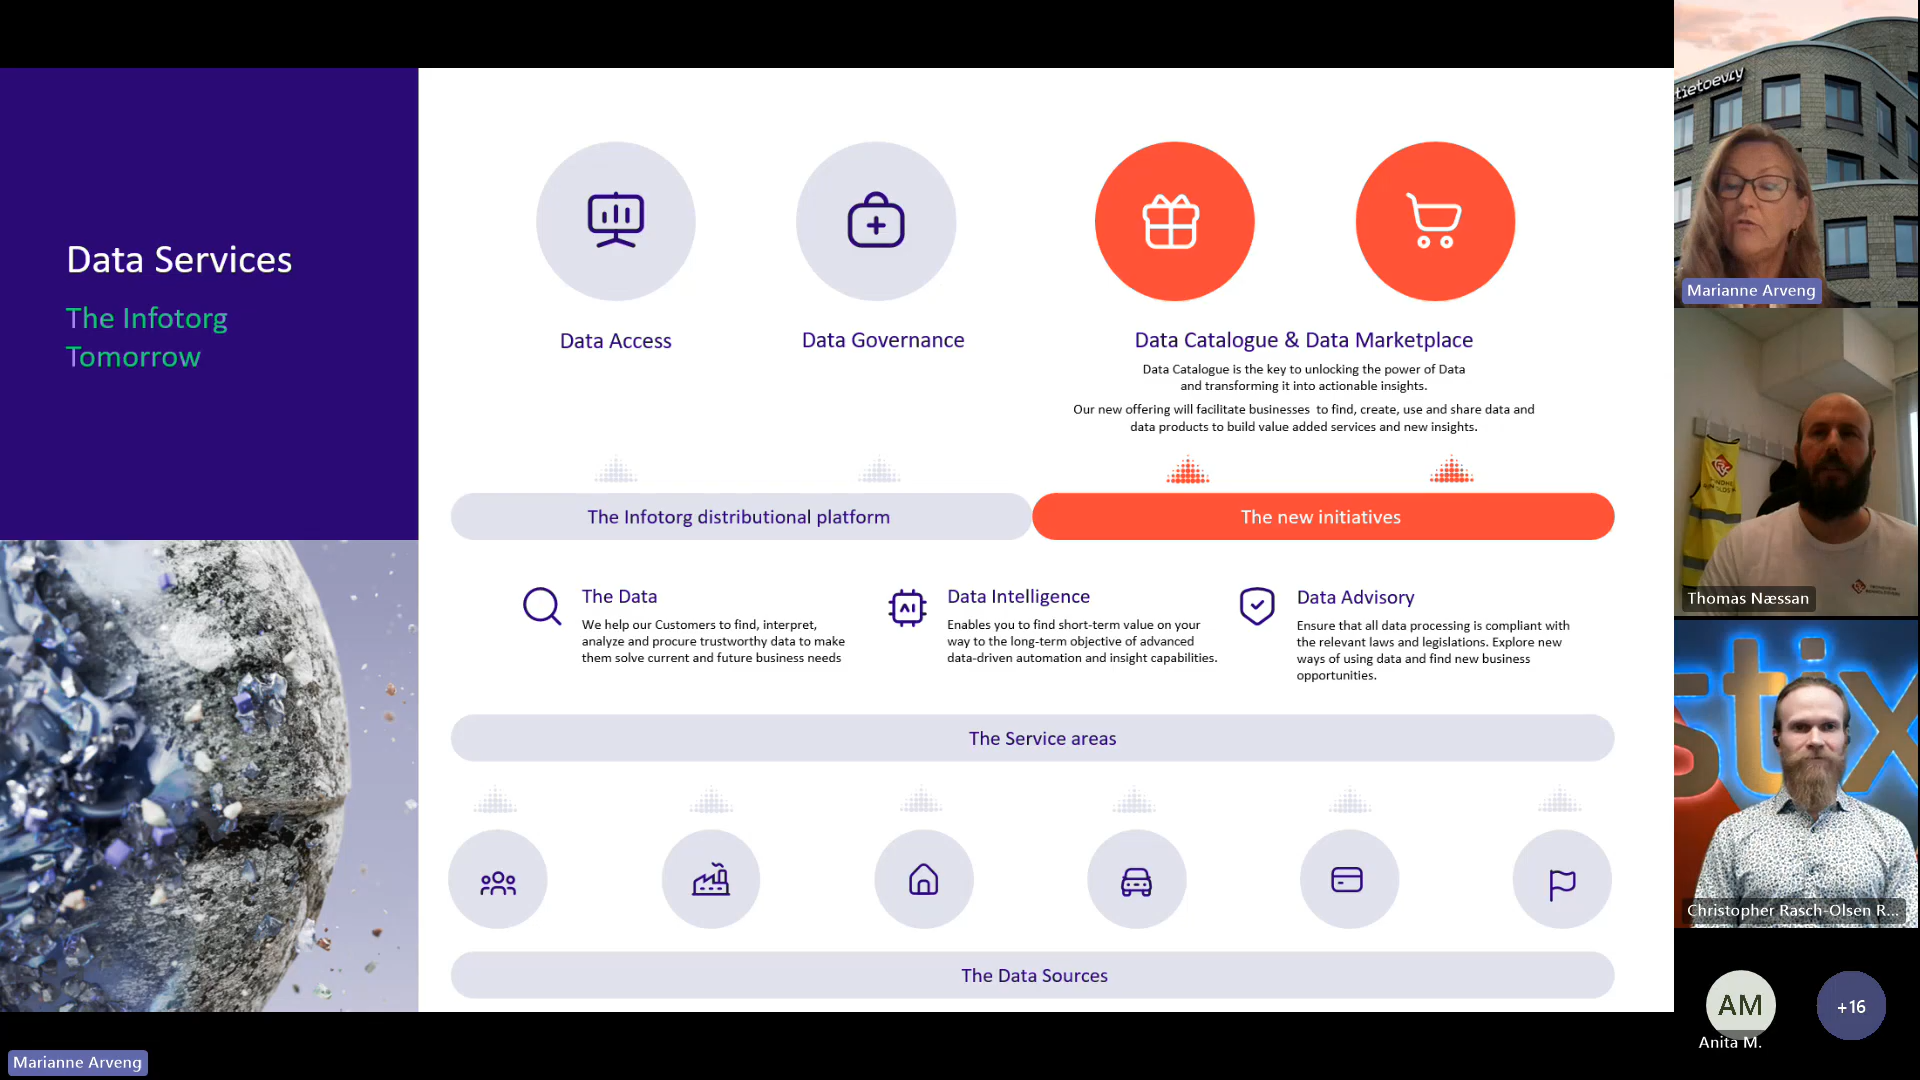 Data Services
The Infotorg
Tomorrow
Data Access
Data Governance
Data Catalogue & Data Marketplace
Data Catalogue is the key to unlocking the power of Data
and transforming it into actionable insights.
Our new offering will facilitate businesses to find, create, use and share data and
data products to build value added services and new insights.
The Infotorg distributional platform
The new initiatives
The Data
We help our Customers to find, interpret,
analyze and procure trustworthy data to make
them solve current and future business needs
AI
Data Intelligence
Enables you to find short-term value on your
way to the long-term objective of advanced
data-driven automation and insight capabilities.
Data Advisory
Ensure that all data processing is compliant with
the relevant laws and legislations. Explore new
ways of using data and find new business
opportunities.
The Service areas
The Data Sources
Marianne Arveng
tietoevry
Marianne Arveng
Thomas Næssan
stix
Christopher Rasch-Olsen R...
AM
Anita M.
+16